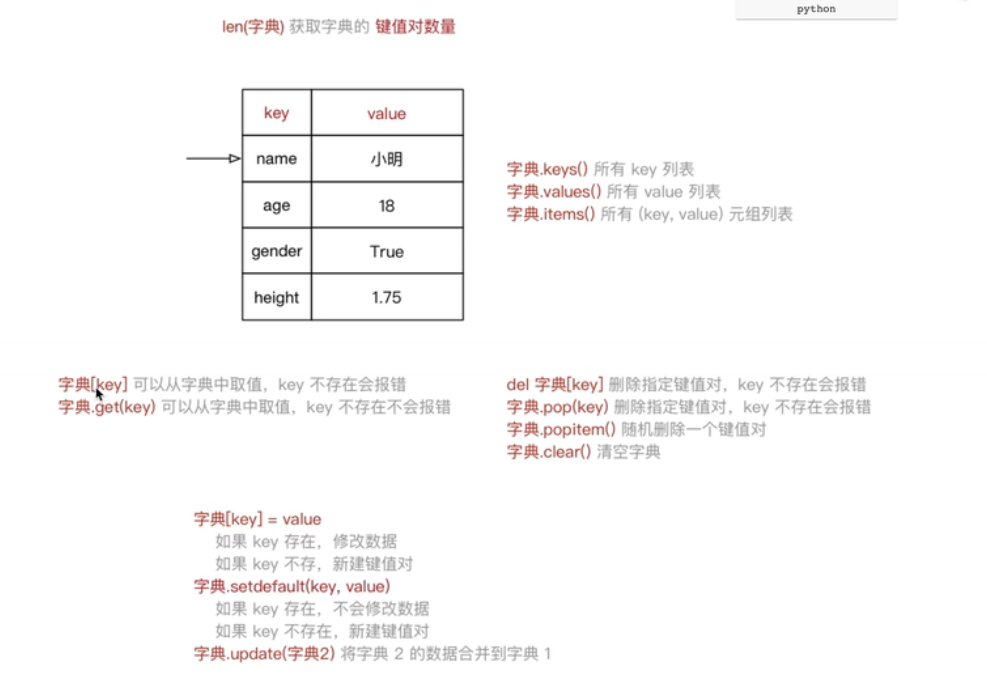 python
len(字典) 获取字典的 键值对数量
key value
name 小明
age 18
gender True
height 1.75
字典.keys() 所有 key 列表
字典.values() 所有 value 列表
字典.items() 所有 (key, value) 元组列表
字典[key] 可以从字典中取值，key 不存在会报错
字典.get(key) 可以从字典中取值，key 不存在不会报错
del 字典[key] 删除指定键值对，key 不存在会报错
字典.pop(key) 删除指定键值对，key 不存在会报错
字典.popitem() 随机删除一个键值对
字典.clear() 清空字典
字典[key] = value
如果 key 存在，修改数据
如果 key 不存，新建键值对
字典.setdefault(key, value)
如果 key 存在，不会修改数据
如果 key 不存在，新建键值对
字典.update(字典2) 将字典 2 的数据合并到字典 1